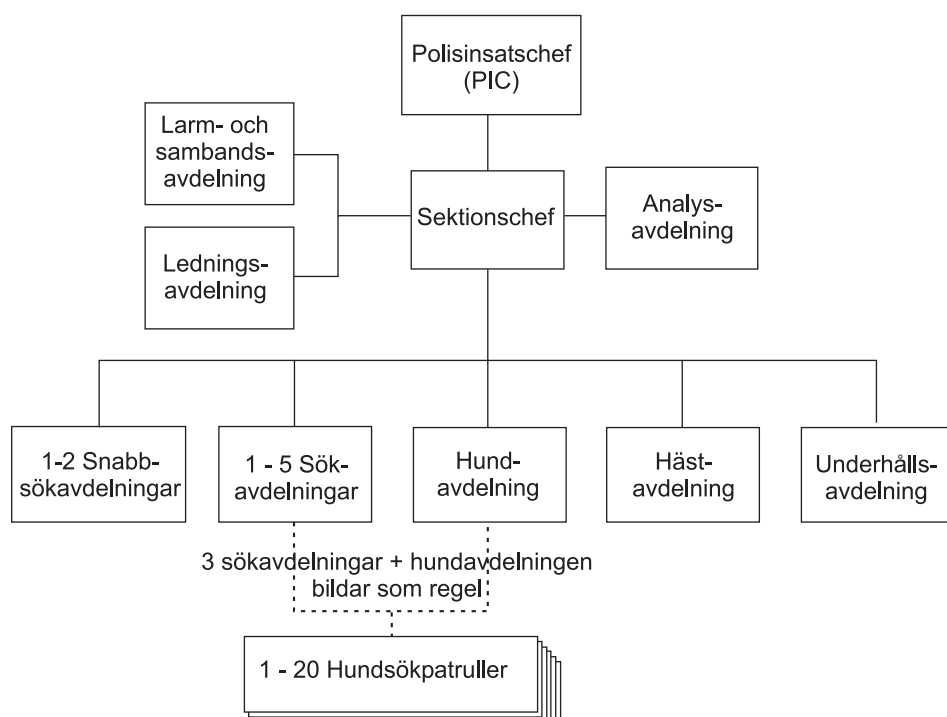 Polisinsatschef
(PIC)
Larm- och
sambands-
avdelning
Sektionschef
Analys-
avdelning
Lednings-
avdelning
1-2 Snabb-
sökavdelningar
1 - 5 Sök-
avdelningar
Hund-
avdelning
Häst-
avdelning
Underhålls-
avdelning
3 sökavdelningar + hundavdelningen
bildar som regel
1 - 20 Hundsökpatruller